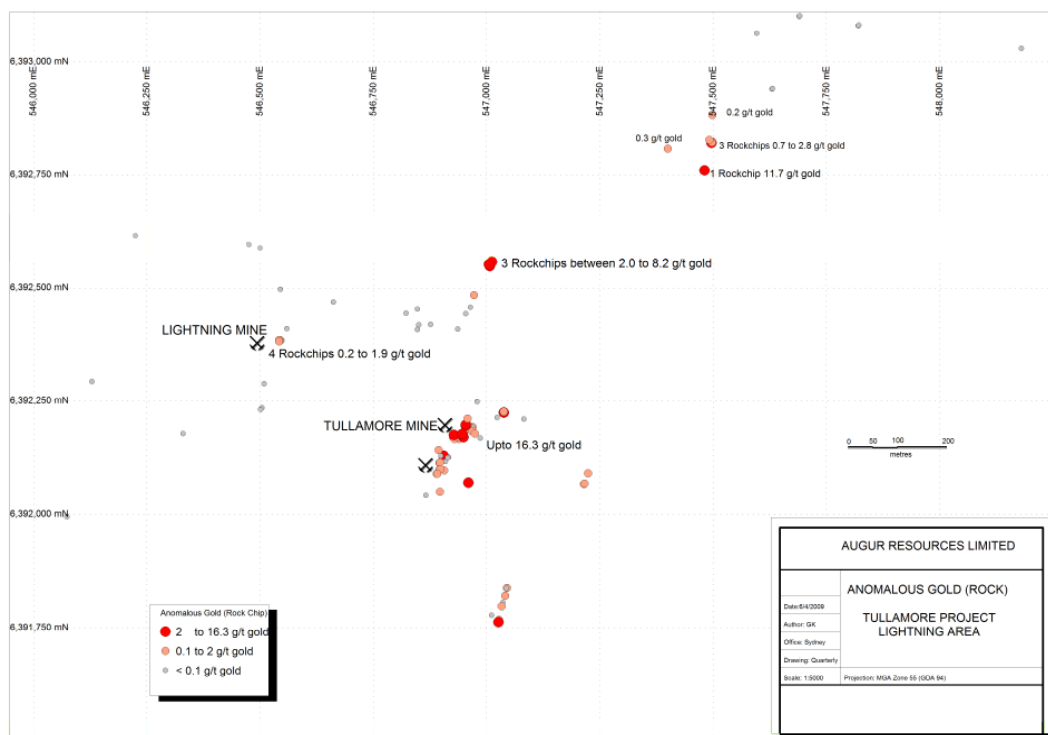 546,000 mE
546,250 mE
546,500 mE
546,750 mE
547,000 mE
547,250 mE
547,500 mE
547,750 mE
548,000 mE
6,393,000 mN
0.2 g/t gold
0.3 g/t gold
3 Rockchips 0.7 to 2.8 g/t gold
6,392,750 mN
1 Rockchip 11.7 g/t gold
3 Rockchips between 2.0 to 8.2 g/t gold
6,392,500 mN
LIGHTNING MINE
4 Rockchips 0.2 to 1.9 g/t gold
6,392,250 mN
TULLAMORE MINE
Upto 16.3 g/t gold
0 50 100 200
metres
6,392,000 mN
6,391,750 mN
Anomalous Gold (Rock Chip)
2 to 16.3 g/t gold
0.1 to 2 g/t gold
< 0.1 g/t gold
AUGUR RESOURCES LIMITED
ANOMALOUS GOLD (ROCK)
TULLAMORE PROJECT
LIGHTNING AREA
Date:6/4/2009
Author: GK
Office: Sydney
Drawing: Quarterly
Scale: 1:5000
Projection: MGA Zone 55 (GDA 94)